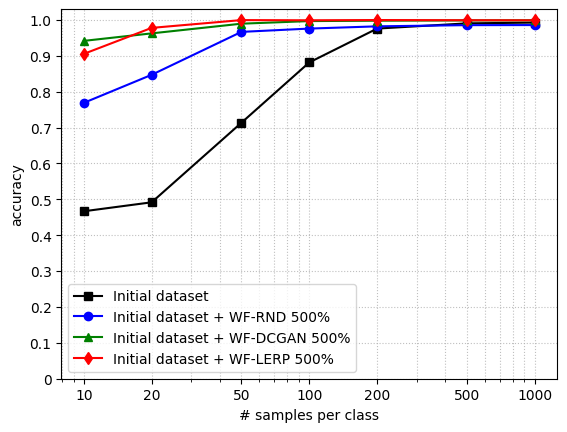 1.0
0.9
0.8
0.7
0.6
0.5
0.4
0.3
0.2
0.1
0
accuracy
Initial dataset
Initial dataset + WF-RND 500%
Initial dataset + WF-DCGAN 500%
Initial dataset + WF-LERP 500%
10 20 50 100 200 500 1000
# samples per class